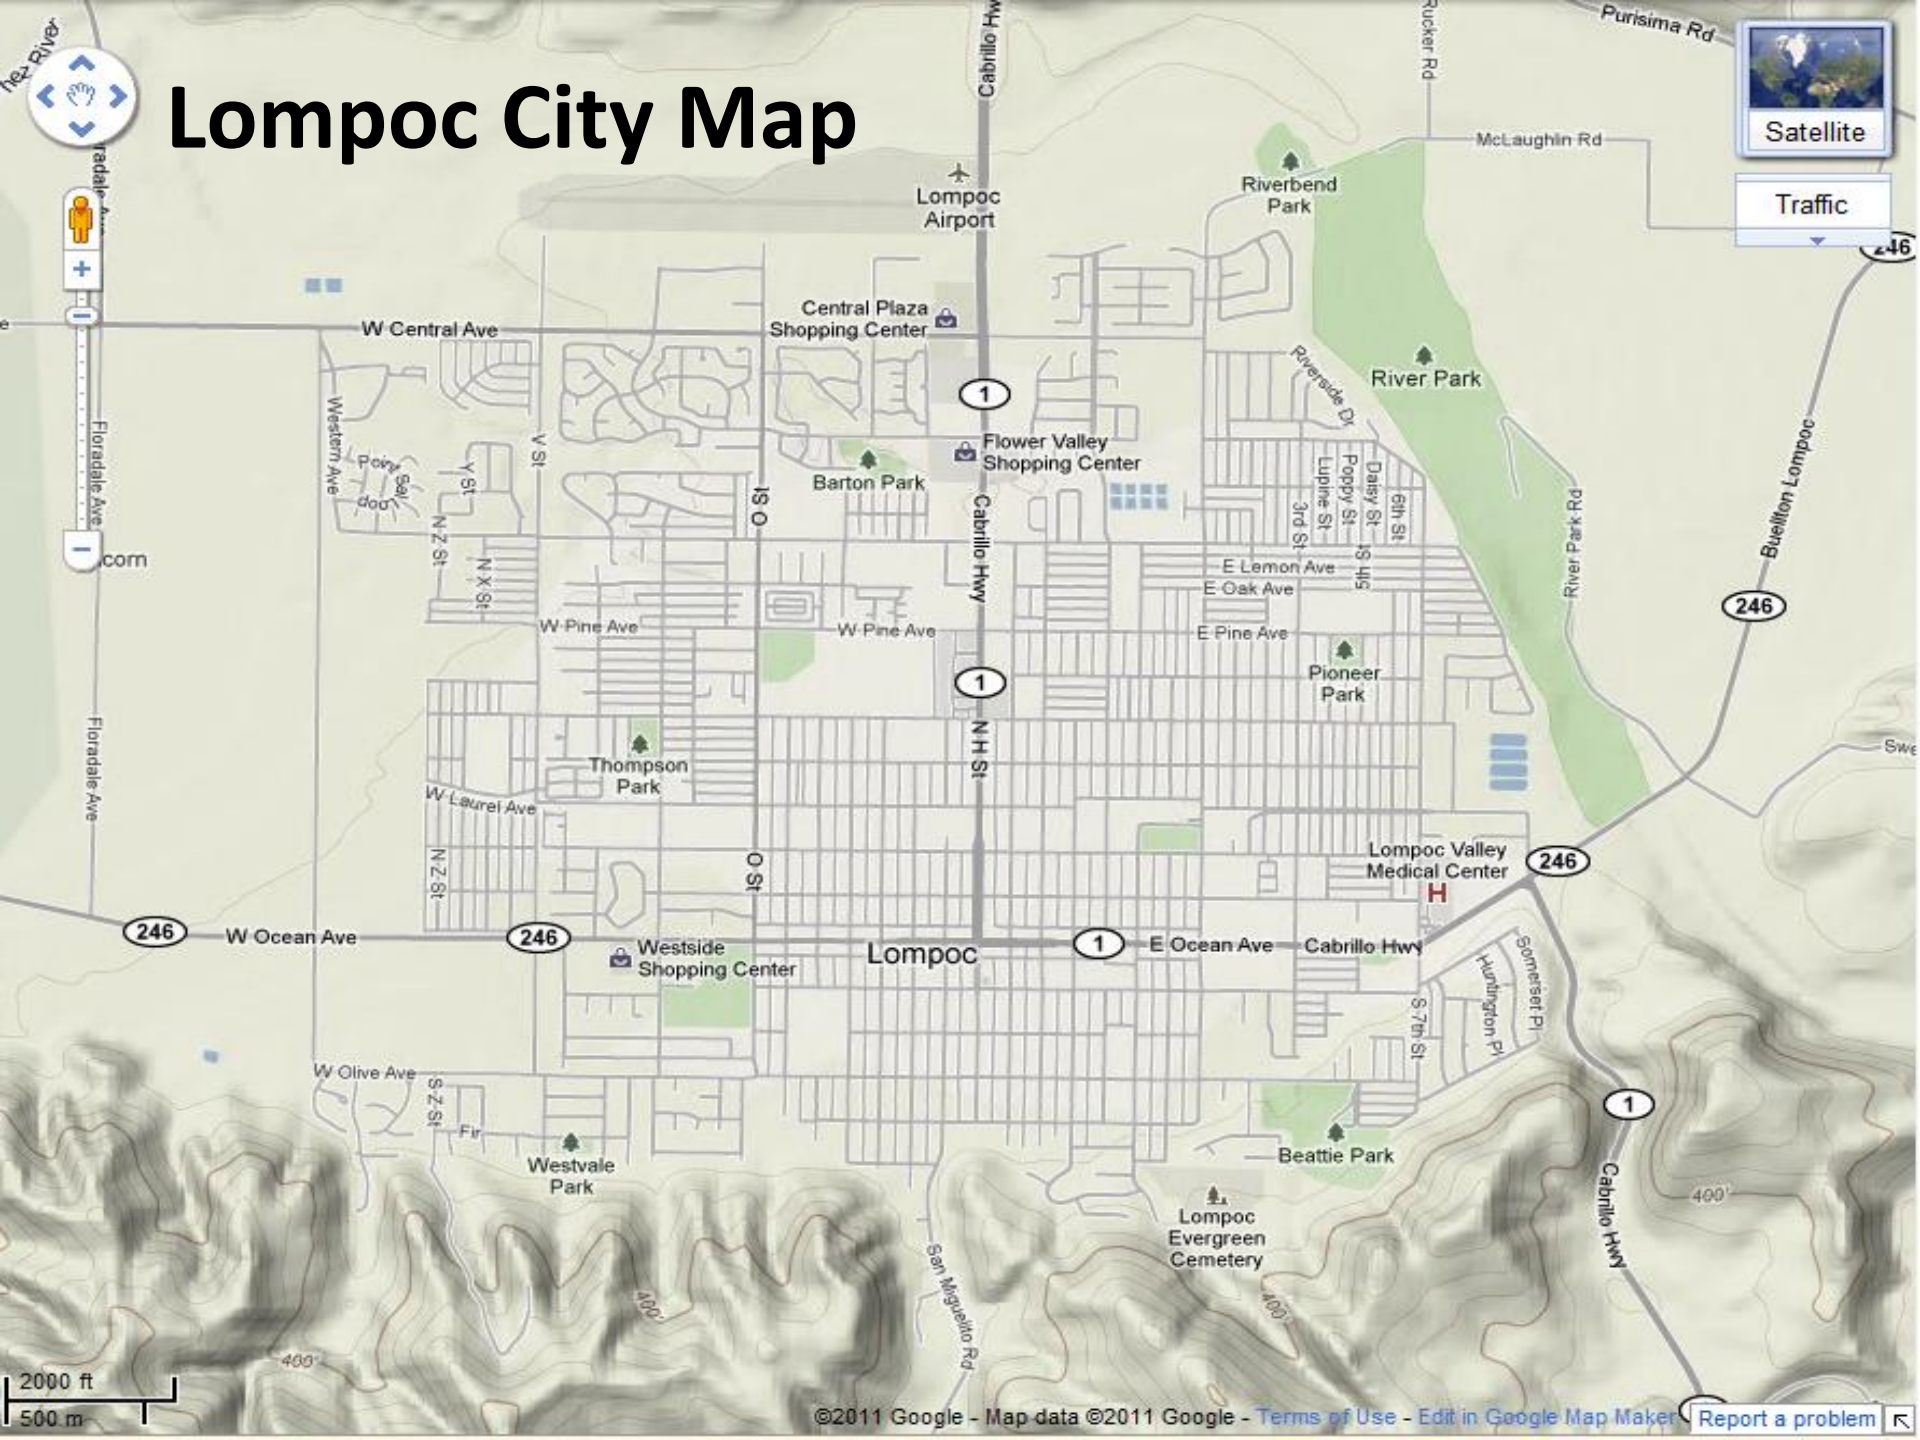 Purisima Rd
Cabrillo Hw
Rucker Rd
Lompoc City Map
Satellite
McLaughlin Rd
Traffic
Lompoc
Airport
Riverbend
Park
246
Central Plaza
Shopping Center
W Central Ave
River Park
1
Riverside Dr
Western Ave
Floradale Ave
V St
Y St
Flower Valley
Shopping Center
Barton Park
O St
Cabrillo Hwy
Lupine St
Poppy St
Daisy St
6th St
3rd St
5th St
River Park Rd
Buellton Lompoc
N Z St
N X St
.com
E Lemon Ave
E Oak Ave
246
W Pine Ave
W Pine Ave
E Pine Ave
Pioneer
Park
1
N H St
Floradale Ave
Thompson
Park
W Laurel Ave
Swe
N Z St
O St
Lompoc Valley
Medical Center
H
246
246
W Ocean Ave
246
Westside
Shopping Center
Lompoc
1
E Ocean Ave
Cabrillo Hwy
Somerset Pl
Huntington Pl
S 7th St
W Olive Ave
S Z St
Fir
1
Westvale
Park
Beattie Park
Lompoc
Evergreen
Cemetery
400'
Cabrillo Hwy
San Miguelito Rd
400'
400'
400'
2000 ft
500 m
©2011 Google - Map data ©2011 Google - Terms of Use - Edit in Google Map Maker
Report a problem